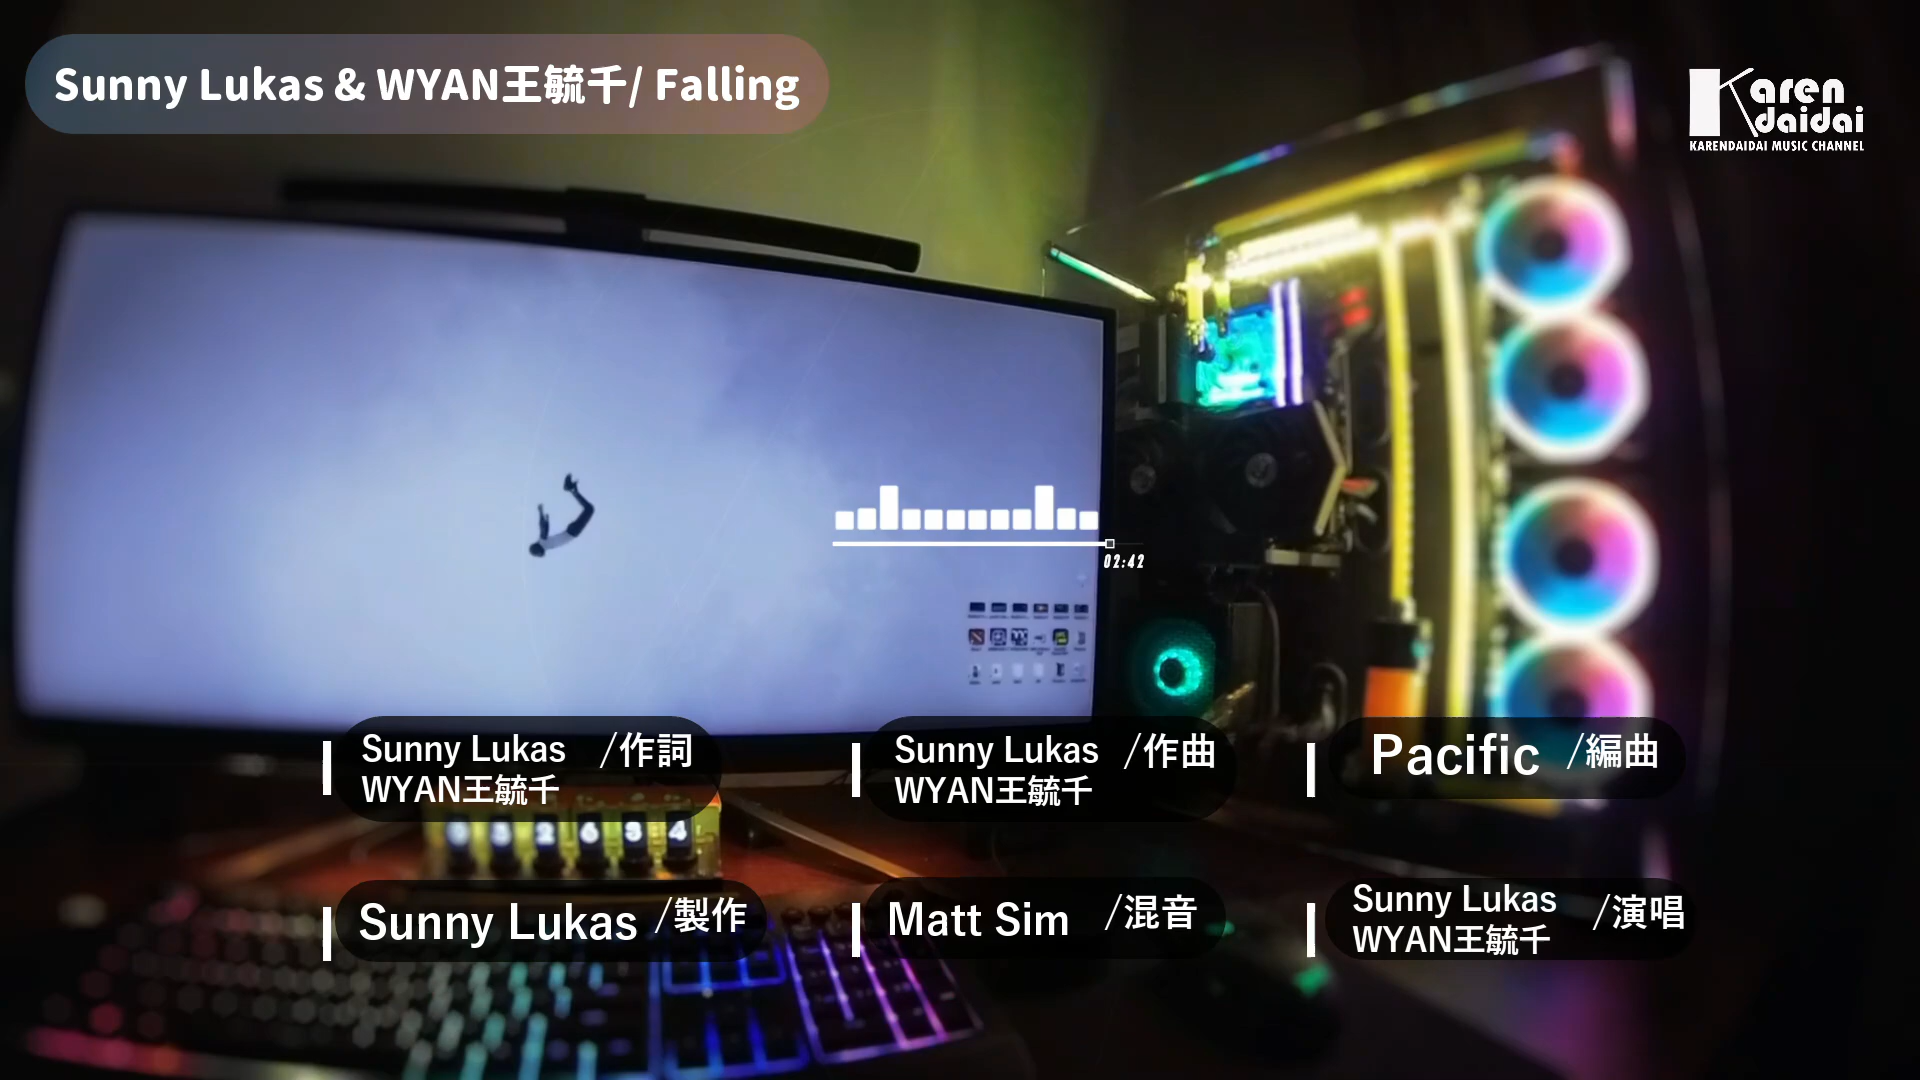 Sunny Lukas & WYAN王毓千/ Falling
Karen
daidai
KARENDAIDAI MUSIC CHANNEL
02:42
Sunny Lukas /作詞
WYAN王毓千
Sunny Lukas /作曲
WYAN王毓千
Pacific /編曲
Sunny Lukas /製作
Matt Sim /混音
Sunny Lukas /演唱
WYAN王毓千